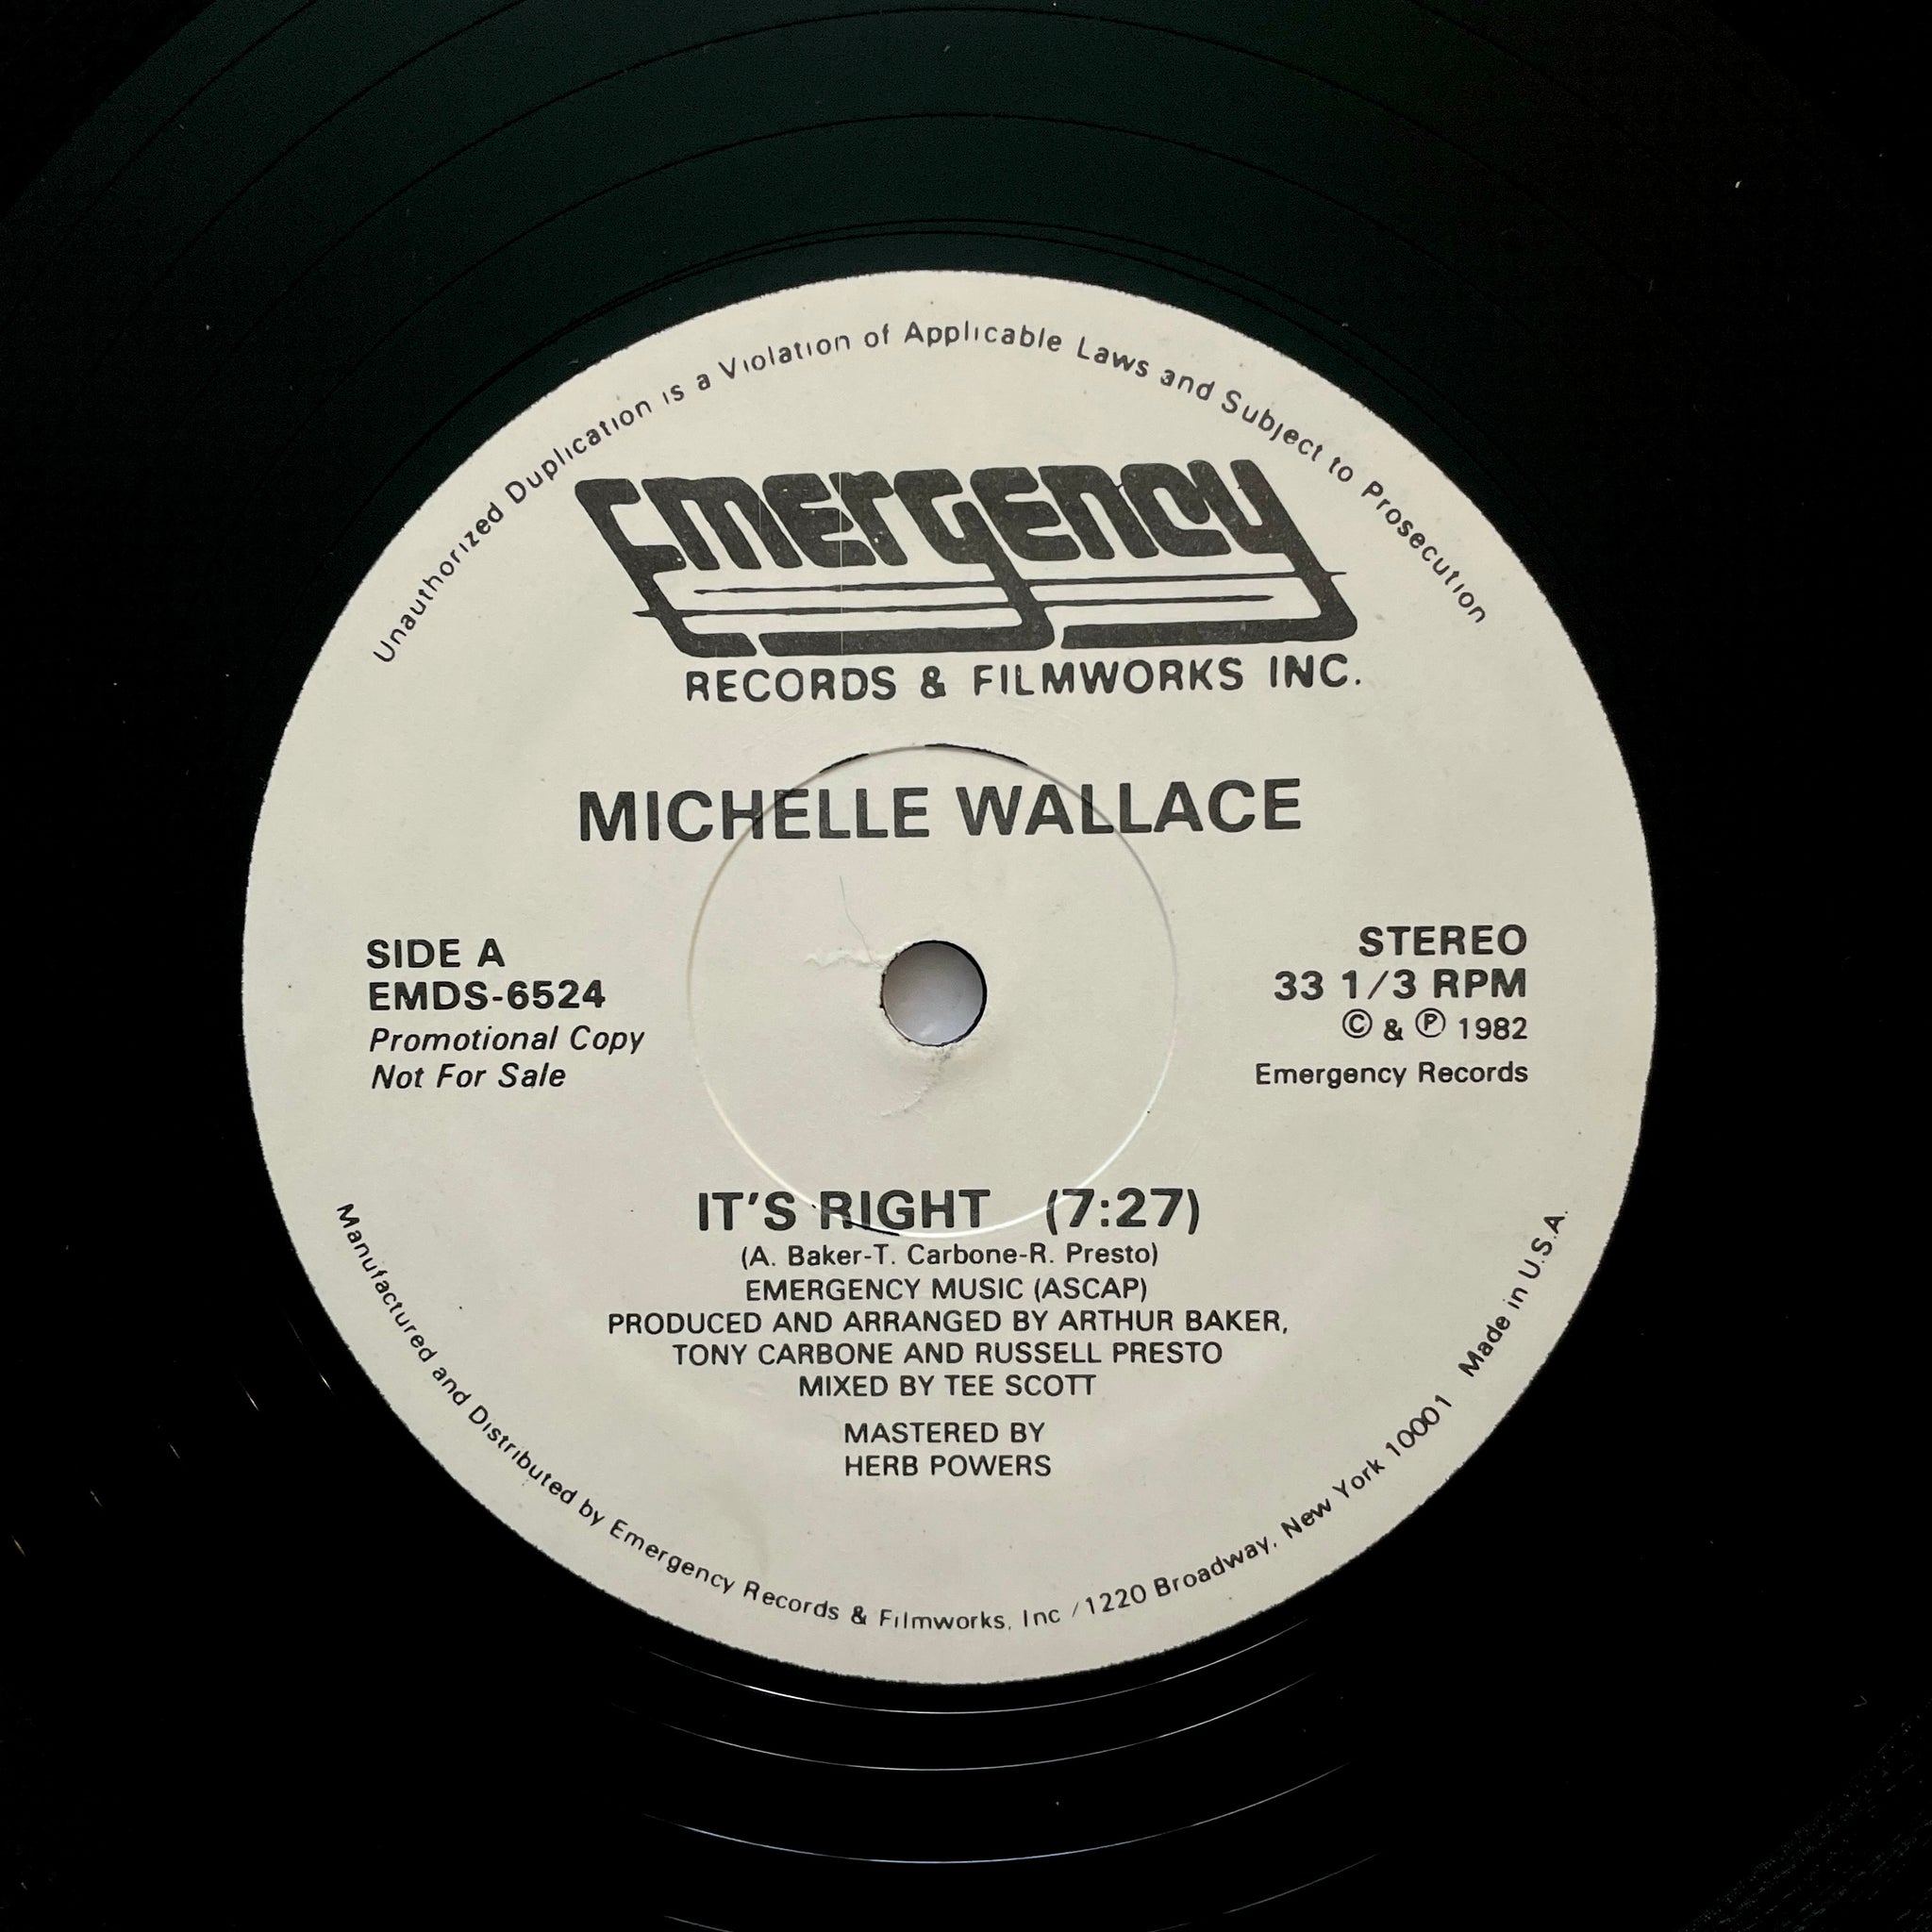 Unauthorized Duplication is a Violation of Applicable Laws and Subject to Prosecution
Emergency
RECORDS & FILMWORKS INC.
MICHELLE WALLACE
SIDE A
EMDS-6524
Promotional Copy
Not For Sale
STEREO
33 1/3 RPM
© & ℗ 1982
Emergency Records
IT'S RIGHT (7:27)
(A. Baker-T. Carbone-R. Presto)
EMERGENCY MUSIC (ASCAP)
PRODUCED AND ARRANGED BY ARTHUR BAKER,
TONY CARBONE AND RUSSELL PRESTO
MIXED BY TEE SCOTT
MASTERED BY
HERB POWERS
Manufactured and Distributed by Emergency Records & Filmworks, Inc / 1220 Broadway, New York 10001 Made in U.S.A.